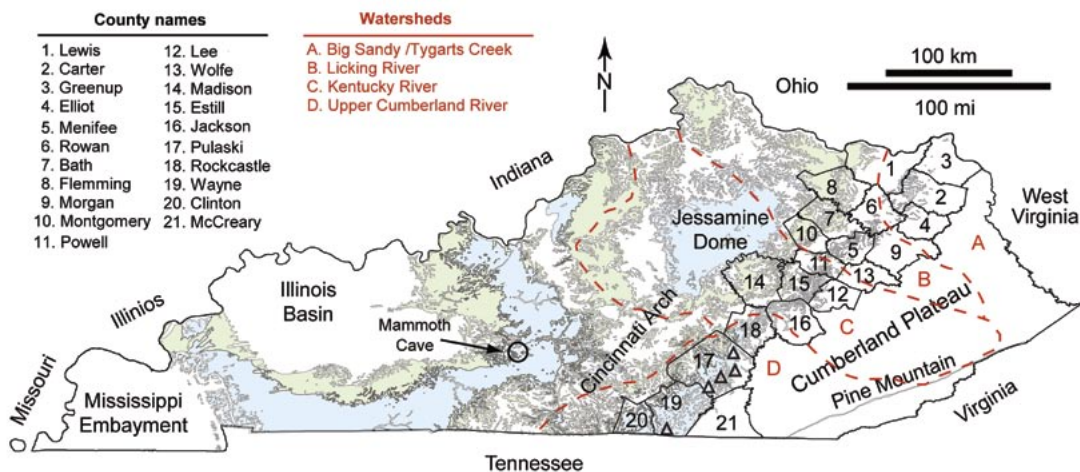 County names
1. Lewis
2. Carter
3. Greenup
4. Elliot
5. Menifee
6. Rowan
7. Bath
8. Flemming
9. Morgan
10. Montgomery
11. Powell
12. Lee
13. Wolfe
14. Madison
15. Estill
16. Jackson
17. Pulaski
18. Rockcastle
19. Wayne
20. Clinton
21. McCreary
Watersheds
A. Big Sandy /Tygarts Creek
B. Licking River
C. Kentucky River
D. Upper Cumberland River
N
100 km
100 mi
Ohio
Indiana
West
Virginia
Illinios
Missouri
Illinois
Basin
Mammoth
Cave
Mississippi
Embayment
Jessamine
Dome
Cincinnati Arch
Cumberland Plateau
Pine Mountain
Virginia
Tennessee
1
3
2
8
6
4
7
A
10
5
9
11
B
13
14
15
12
16
C
18
17
D
19
20
21